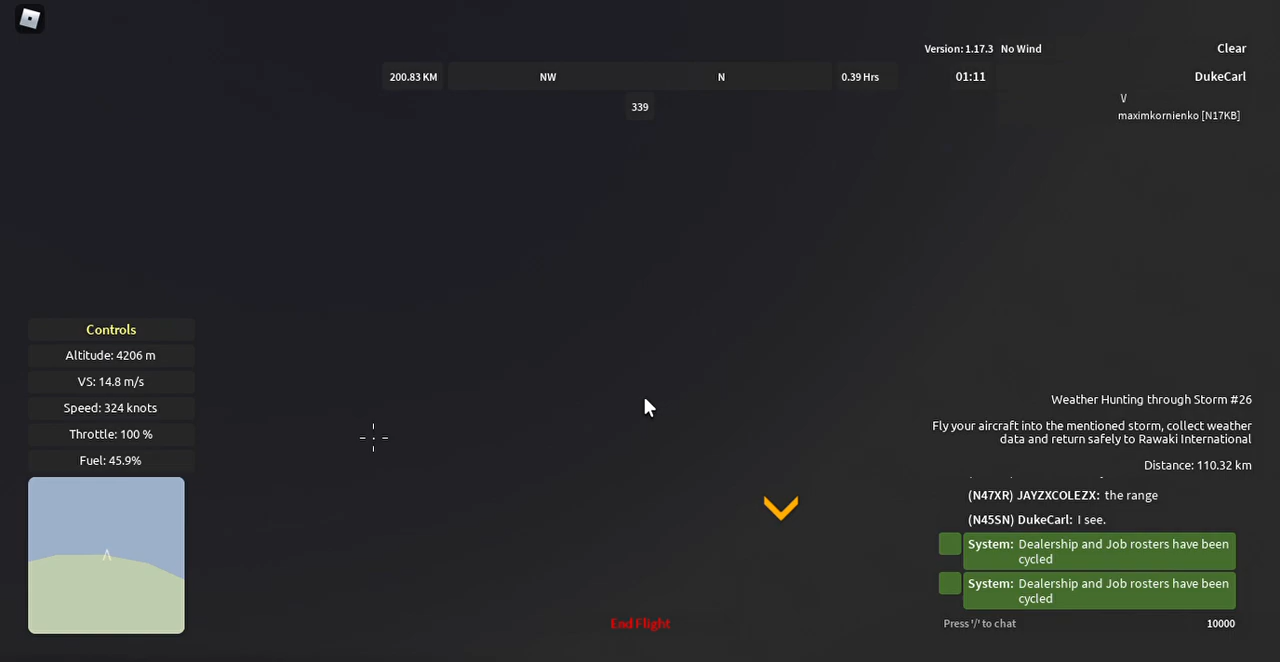 Version: 1.17.3 No Wind Clear
200.83 KM NW N 0.39 Hrs 01:11 DukeCarl
339
maximkornienko [N17KB]
Controls
Altitude: 4206 m
VS: 14.8 m/s
Speed: 324 knots
Throttle: 100 %
Fuel: 45.9%
Weather Hunting through Storm #26
Fly your aircraft into the mentioned storm, collect weather
data and return safely to Rawaki International
Distance: 110.32 km
(N47XR) JAYZXCOLEZX: the range
(N45SN) DukeCarl: I see.
System: Dealership and Job rosters have been
cycled
System: Dealership and Job rosters have been
cycled
End Flight
Press '/' to chat 10000